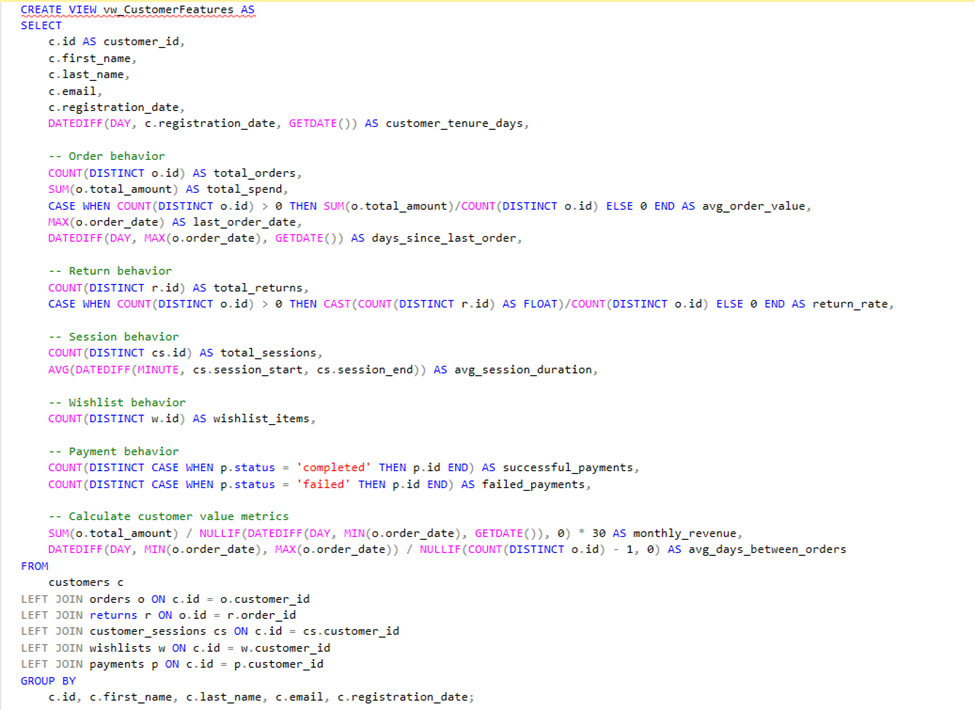 CREATE VIEW vw_CustomerFeatures AS
SELECT
    c.id AS customer_id,
    c.first_name,
    c.last_name,
    c.email,
    c.registration_date,
    DATEDIFF(DAY, c.registration_date, GETDATE()) AS customer_tenure_days,

    -- Order behavior
    COUNT(DISTINCT o.id) AS total_orders,
    SUM(o.total_amount) AS total_spend,
    CASE WHEN COUNT(DISTINCT o.id) > 0 THEN SUM(o.total_amount)/COUNT(DISTINCT o.id) ELSE 0 END AS avg_order_value,
    MAX(o.order_date) AS last_order_date,
    DATEDIFF(DAY, MAX(o.order_date), GETDATE()) AS days_since_last_order,

    -- Return behavior
    COUNT(DISTINCT r.id) AS total_returns,
    CASE WHEN COUNT(DISTINCT o.id) > 0 THEN CAST(COUNT(DISTINCT r.id) AS FLOAT)/COUNT(DISTINCT o.id) ELSE 0 END AS return_rate,

    -- Session behavior
    COUNT(DISTINCT cs.id) AS total_sessions,
    AVG(DATEDIFF(MINUTE, cs.session_start, cs.session_end)) AS avg_session_duration,

    -- Wishlist behavior
    COUNT(DISTINCT w.id) AS wishlist_items,

    -- Payment behavior
    COUNT(DISTINCT CASE WHEN p.status = 'completed' THEN p.id END) AS successful_payments,
    COUNT(DISTINCT CASE WHEN p.status = 'failed' THEN p.id END) AS failed_payments,

    -- Calculate customer value metrics
    SUM(o.total_amount) / NULLIF(DATEDIFF(DAY, MIN(o.order_date), GETDATE()), 0) * 30 AS monthly_revenue,
    DATEDIFF(DAY, MIN(o.order_date), MAX(o.order_date)) / NULLIF(COUNT(DISTINCT o.id) - 1, 0) AS avg_days_between_orders
FROM
    customers c
LEFT JOIN orders o ON c.id = o.customer_id
LEFT JOIN returns r ON o.id = r.order_id
LEFT JOIN customer_sessions cs ON c.id = cs.customer_id
LEFT JOIN wishlists w ON c.id = w.customer_id
LEFT JOIN payments p ON c.id = p.customer_id
GROUP BY
    c.id, c.first_name, c.last_name, c.email, c.registration_date;